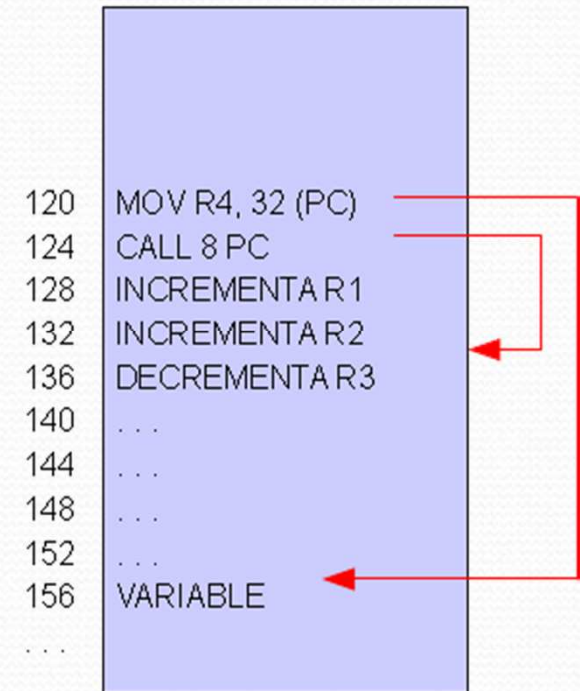 120 MOV R4, 32 (PC)
124 CALL 8 PC
128 INCREMENTA R1
132 INCREMENTA R2
136 DECREMENTA R3
140 . . .
144 . . .
148 . . .
152 . . .
156 VARIABLE
. . .